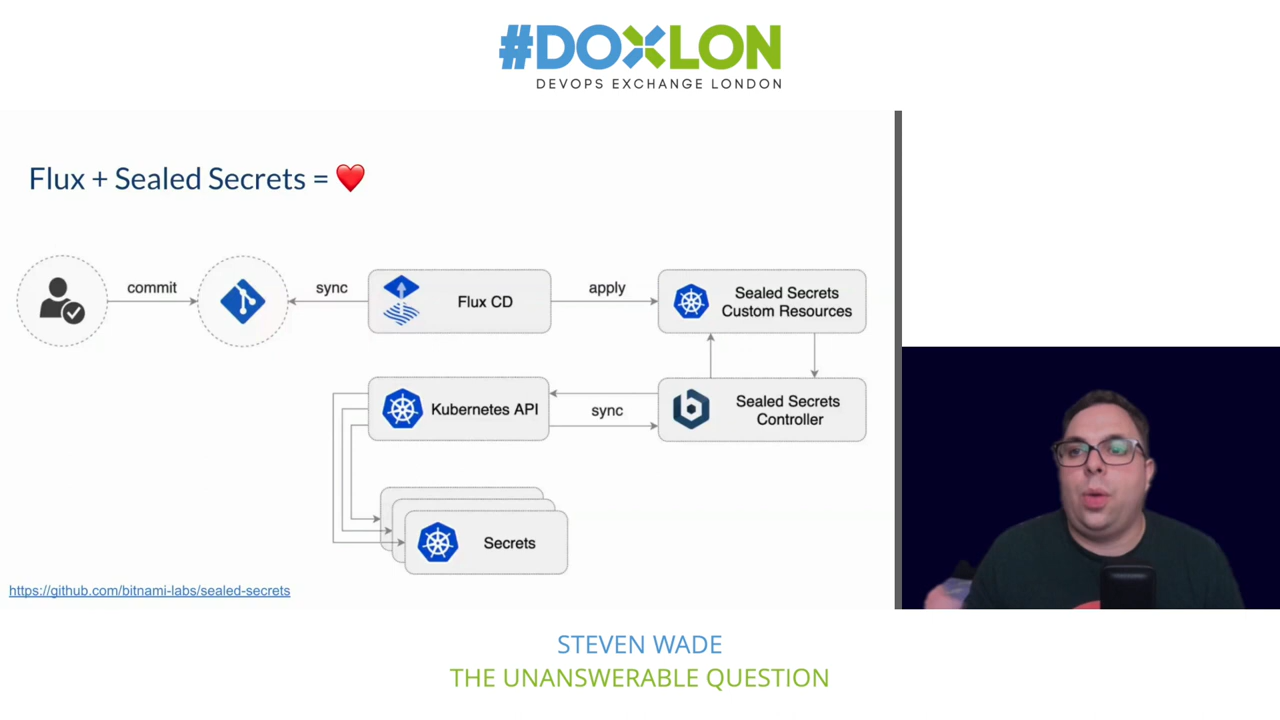 #DOXLON
DEVOPS EXCHANGE LONDON
Flux + Sealed Secrets = ❤️
commit
sync
Flux CD
apply
Sealed Secrets
Custom Resources
Kubernetes API
sync
Sealed Secrets
Controller
Secrets
https://github.com/bitnami-labs/sealed-secrets
STEVEN WADE
THE UNANSWERABLE QUESTION